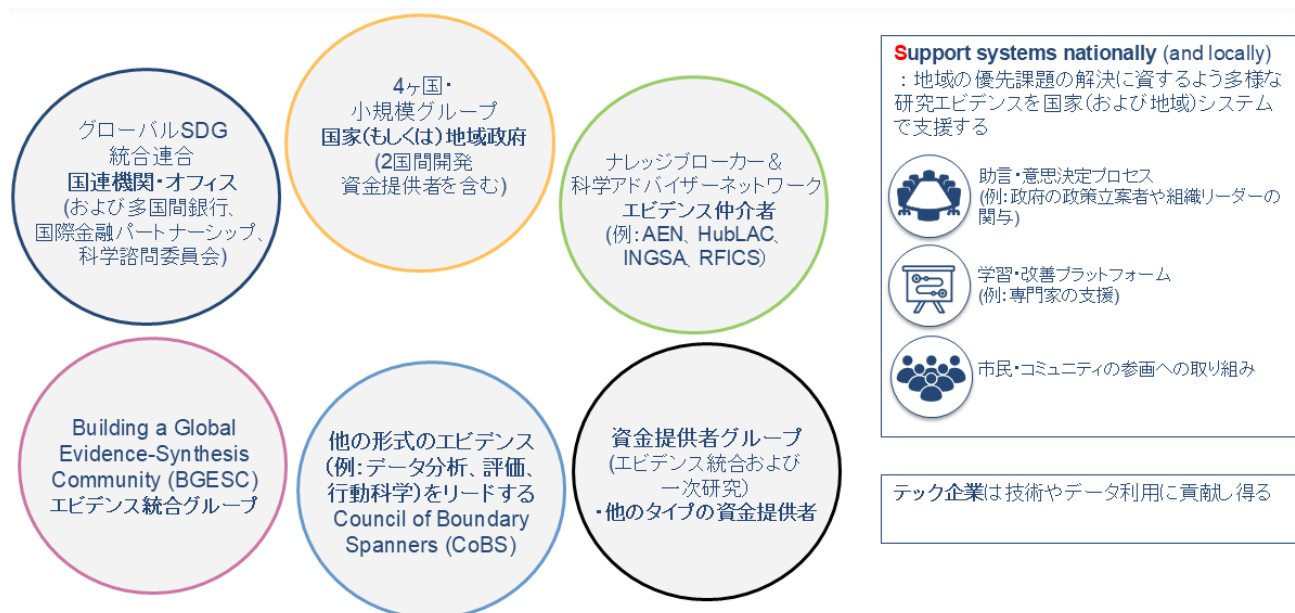 グローバルSDG
統合連合
国連機関・オフィス
(および多国間銀行、
国際金融パートナーシップ、
科学諮問委員会)
4ヶ国・
小規模グループ
国家(もしくは)地域政府
(2国間開発
資金提供者を含む)
ナレッジブローカー＆
科学アドバイザーネットワーク
エビデンス仲介者
(例：AEN、HubLAC、
INGSA、RFICS)
Building a Global
Evidence-Synthesis
Community (BGESC)
エビデンス統合グループ
他の形式のエビデンス
(例：データ分析、評価、
行動科学)をリードする
Council of Boundary
Spanners (CoBS)
資金提供者グループ
(エビデンス統合および
一次研究)
・他のタイプの資金提供者
Support systems nationally (and locally)
：地域の優先課題の解決に資するよう多様な
研究エビデンスを国家(および地域)システム
で支援する
助言・意思決定プロセス
(例：政府の政策立案者や組織リーダーの
関与)
学習・改善プラットフォーム
(例：専門家の支援)
市民・コミュニティの参画への取り組み
テック企業は技術やデータ利用に貢献し得る